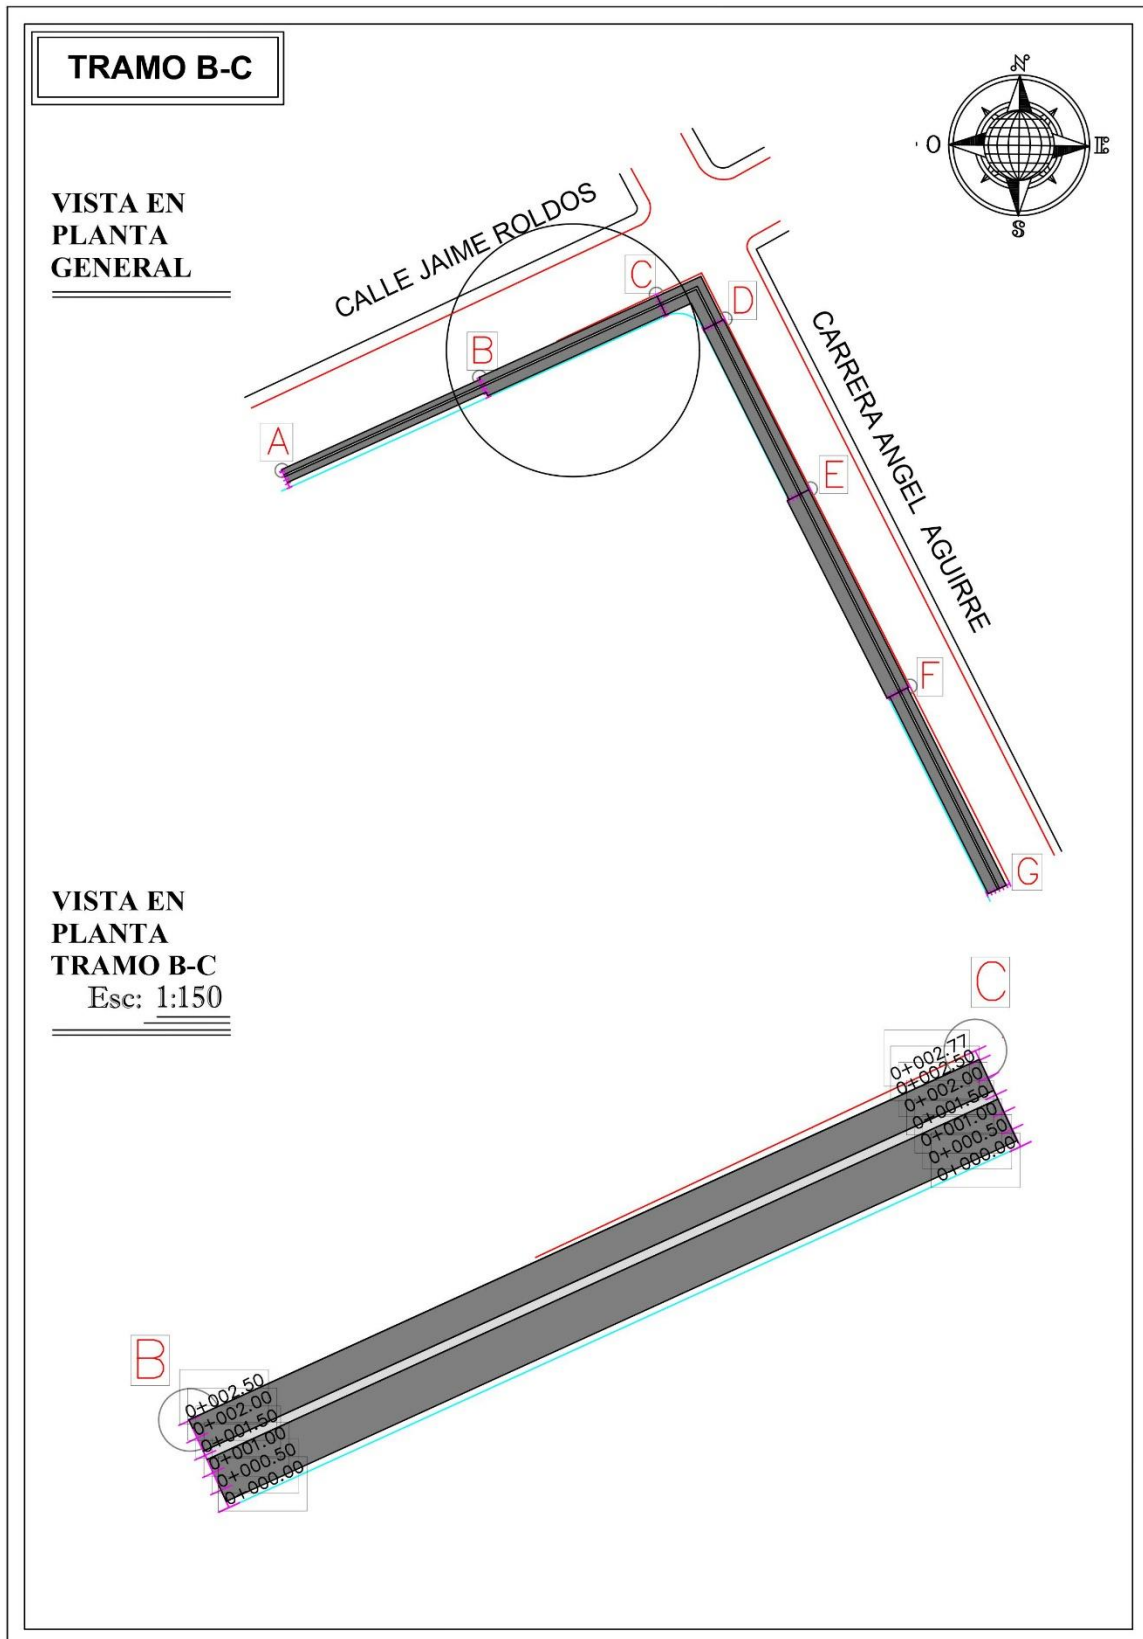 TRAMO B-C
N
O
E
S
VISTA EN
PLANTA
GENERAL
CALLE JAIME ROLDOS
C
D
B
CARRERA ANGEL AGUIRRE
A
E
F
G
VISTA EN
PLANTA
TRAMO B-C
Esc: 1:150
C
0+002.77
0+002.50
0+002.00
0+001.50
0+001.00
0+000.50
0+000.00
B
0+002.50
0+002.00
0+001.50
0+001.00
0+000.50
0+000.00